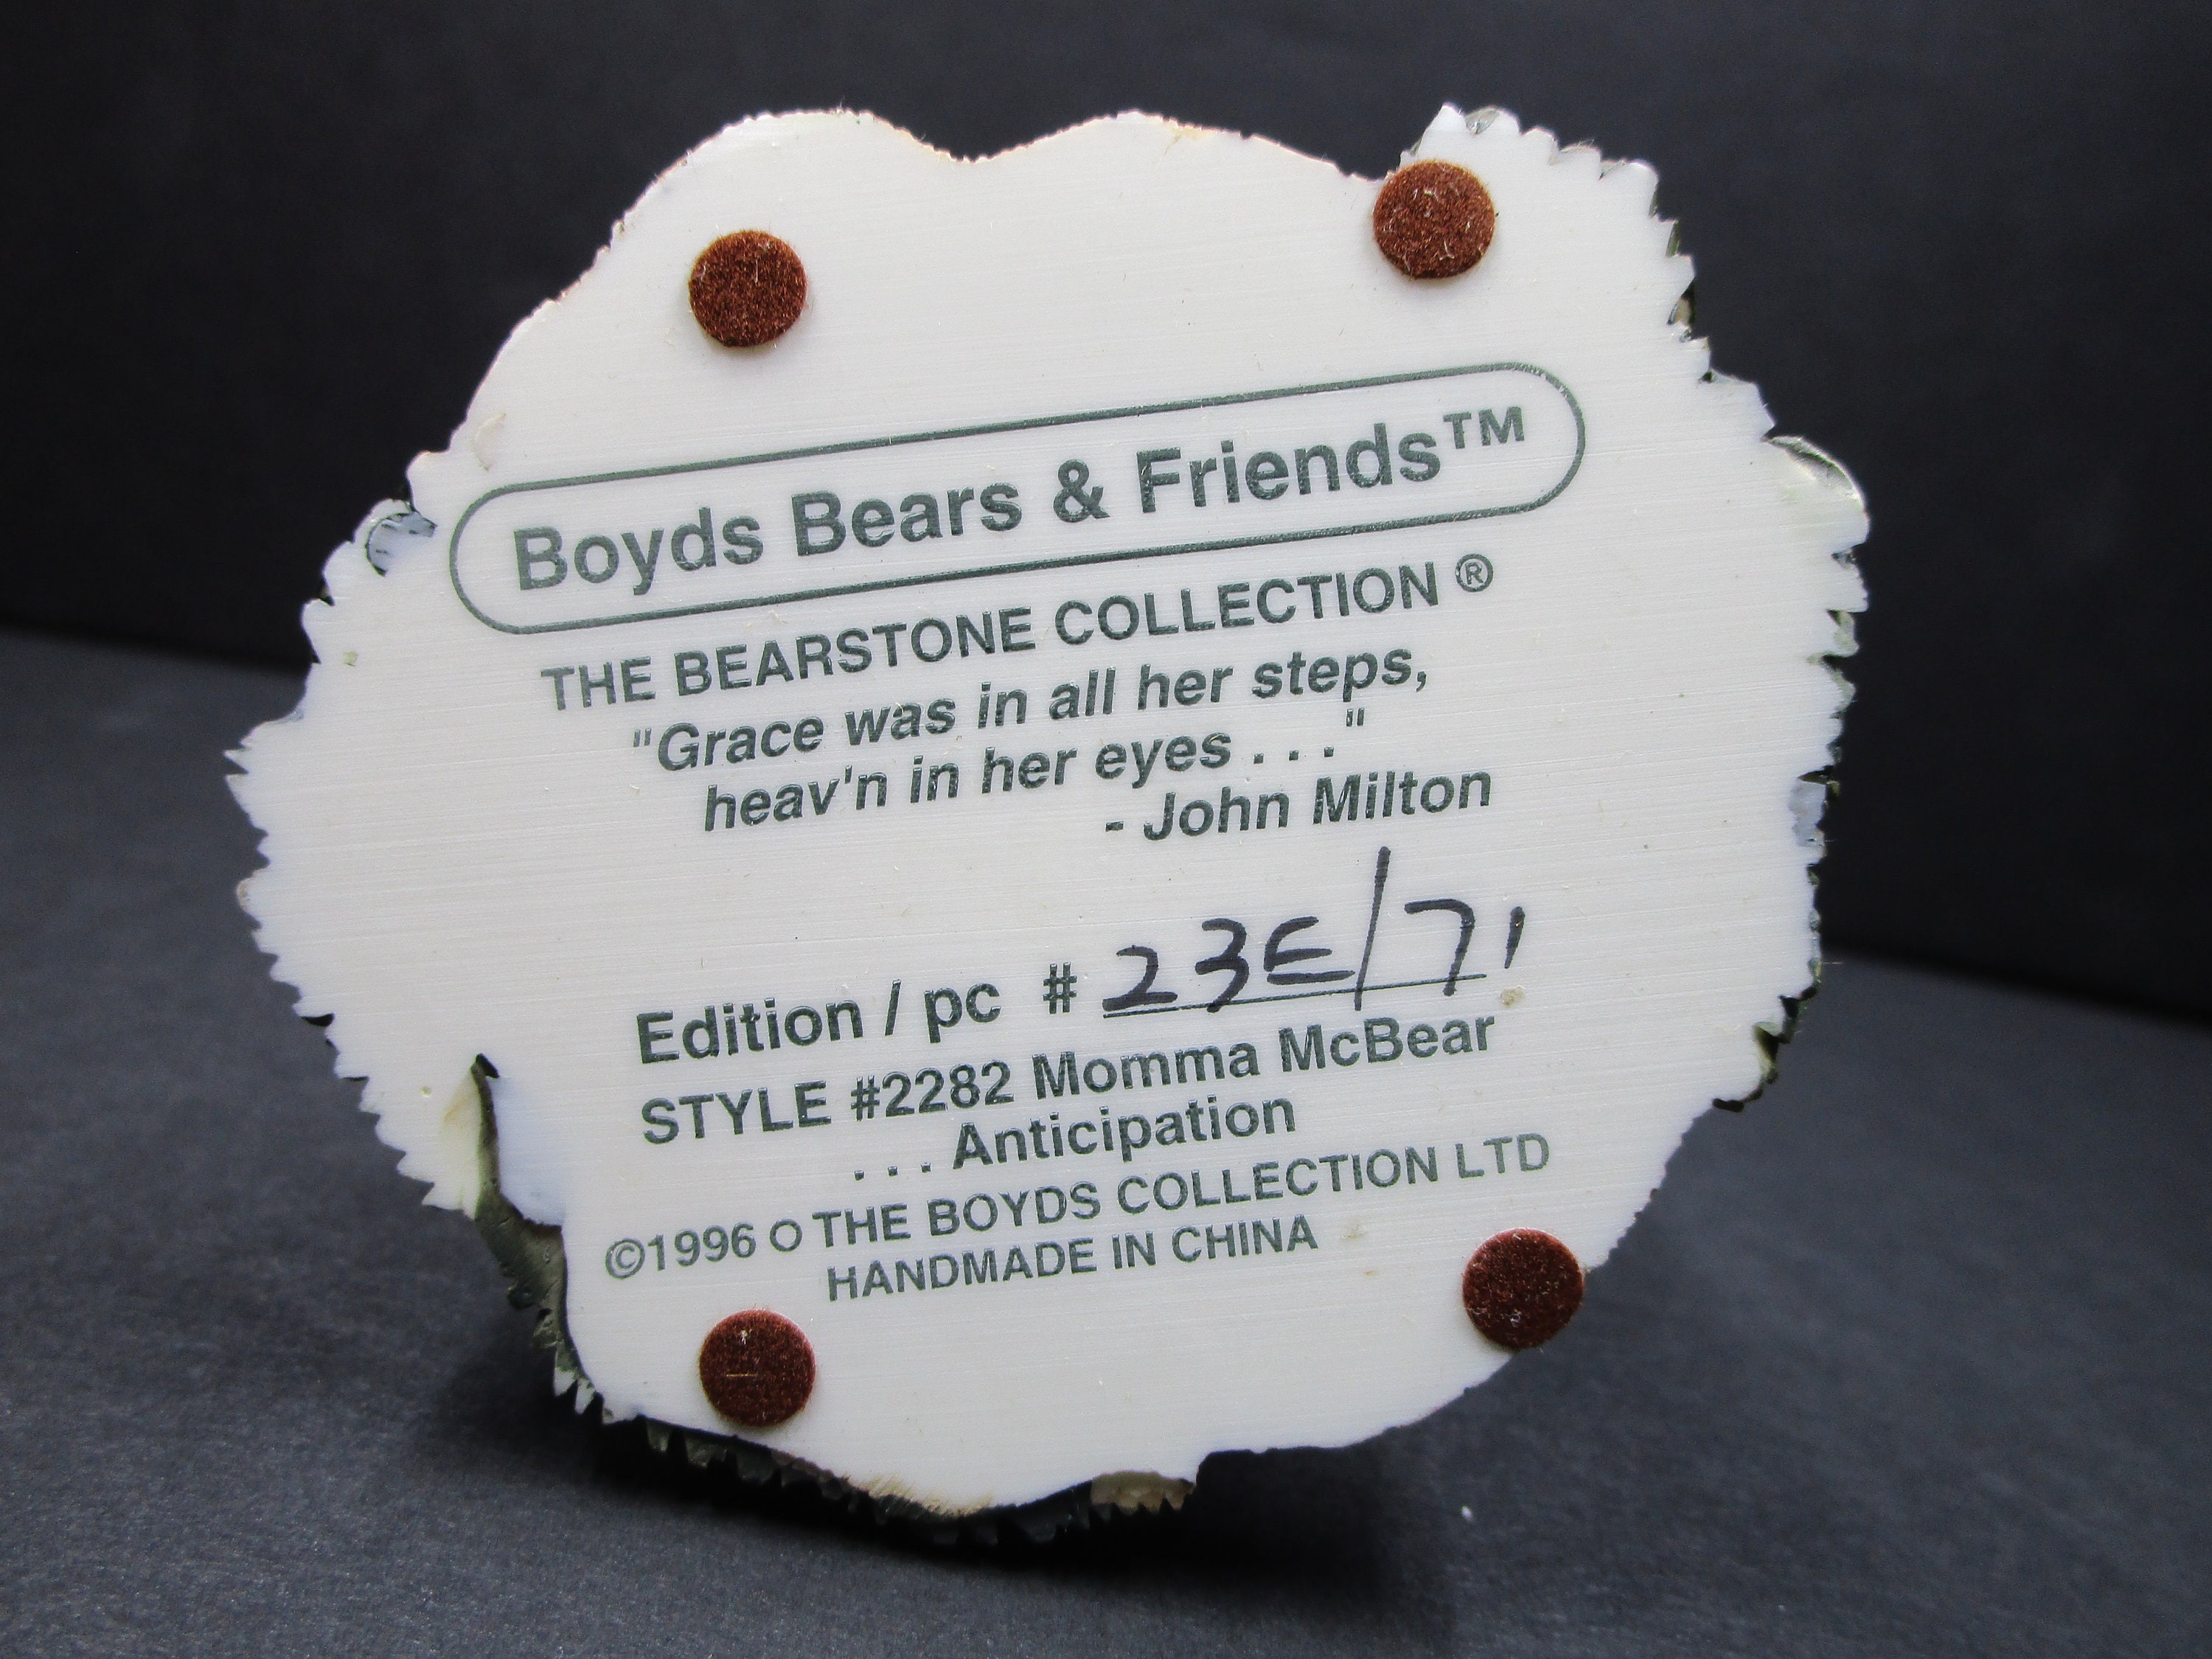 Boyds Bears & Friends™
THE BEARSTONE COLLECTION ®
"Grace was in all her steps,
heav'n in her eyes . . ."
- John Milton
Edition / pc # 23E/71
STYLE #2282 Momma McBear
. . . Anticipation
©1996 O THE BOYDS COLLECTION LTD
HANDMADE IN CHINA